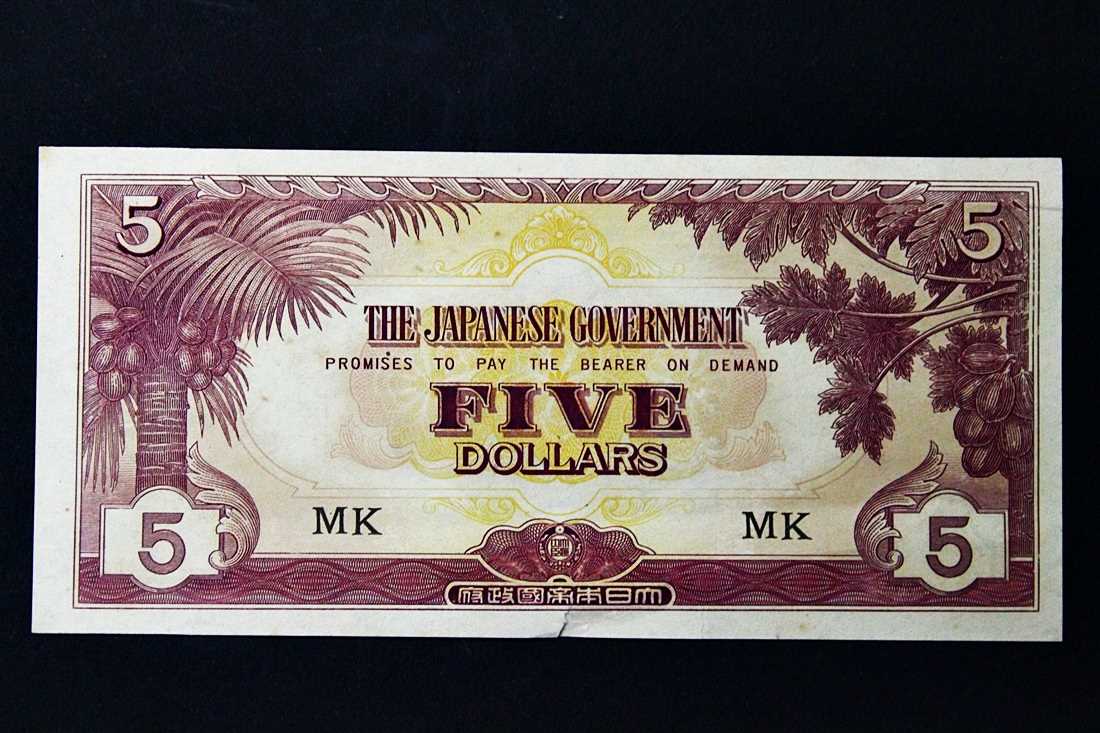 5 5
THE JAPANESE GOVERNMENT
PROMISES TO PAY THE BEARER ON DEMAND
FIVE
DOLLARS
MK MK
5 5
府政國帝本日大